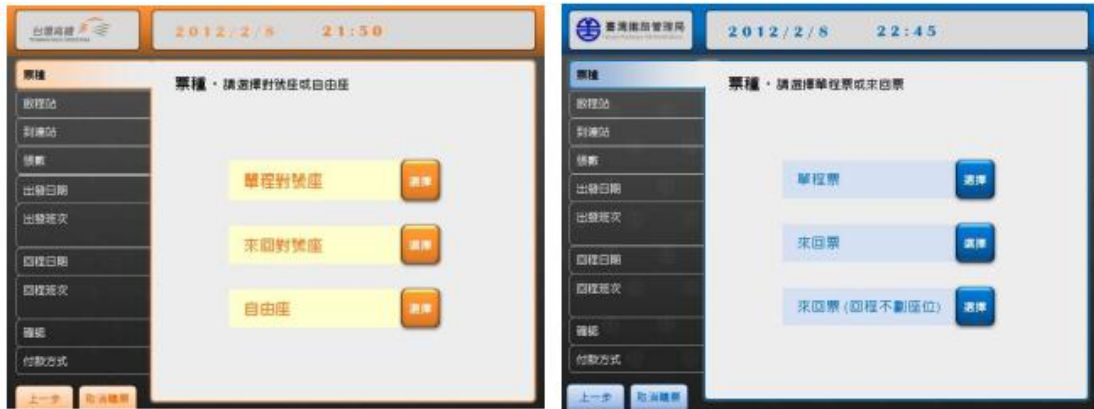 台灣高鐵
2012/2/8 21:50
票種
票種,請選擇對號座或自由座
啟程站
到達站
張數
出發日期
出發班次
回程日期
回程班次
確認
付款方式
單程對號座 選擇
來回對號座 選擇
自由座 選擇
上一步 取消購票
臺灣鐵路管理局
2012/2/8 22:45
票種
票種,請選擇單程票或來回票
啟程站
到達站
張數
出發日期
出發班次
回程日期
回程班次
確認
付款方式
單程票 選擇
來回票 選擇
來回票(回程不劃座位) 選擇
上一步 取消購票